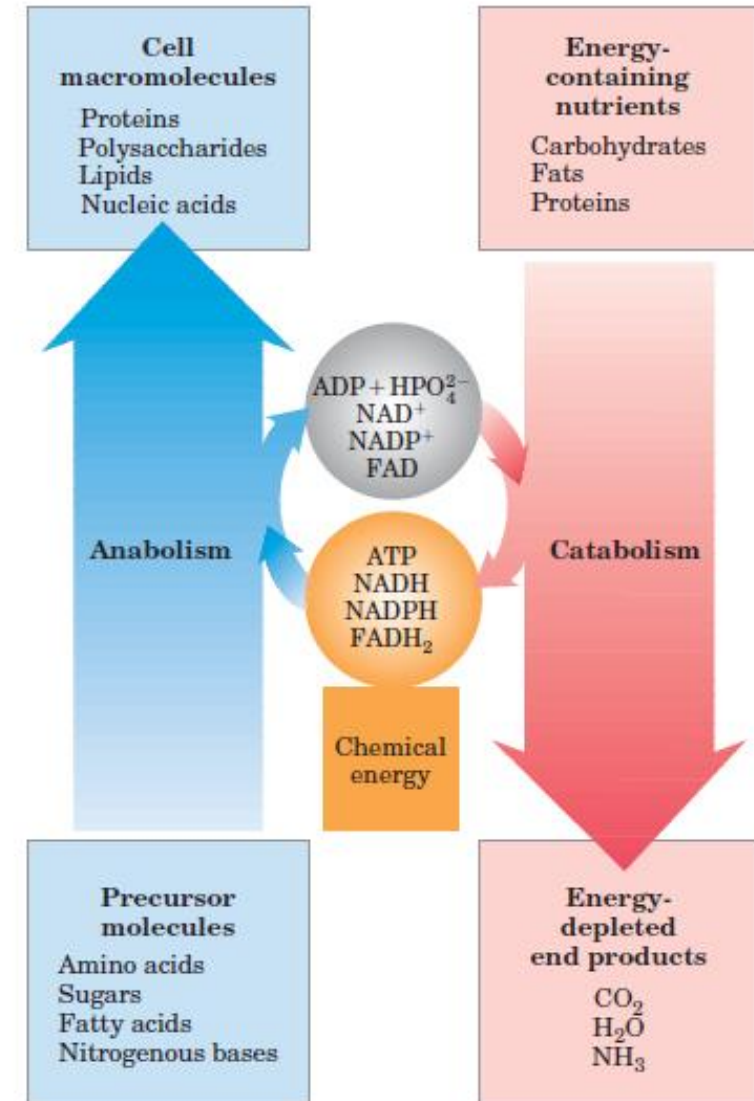 Cell
macromolecules
Proteins
Polysaccharides
Lipids
Nucleic acids
Energy-
containing
nutrients
Carbohydrates
Fats
Proteins
ADP + HPO₄²⁻
NAD⁺
NADP⁺
FAD
Anabolism
ATP
NADH
NADPH
FADH₂
Catabolism
Chemical
energy
Precursor
molecules
Amino acids
Sugars
Fatty acids
Nitrogenous bases
Energy-
depleted
end products
CO₂
H₂O
NH₃